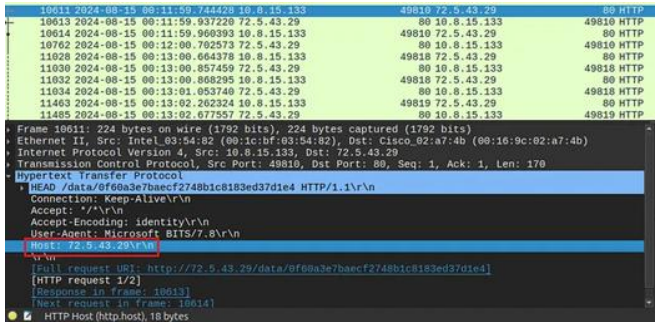 10611 2024-08-15 00:11:59.744428 10.8.15.133 49810 72.5.43.29 80 HTTP
10613 2024-08-15 00:11:59.937220 72.5.43.29 80 10.8.15.133 49810 HTTP
10614 2024-08-15 00:11:59.960393 10.8.15.133 49810 72.5.43.29 80 HTTP
10762 2024-08-15 00:12:00.702573 72.5.43.29 80 10.8.15.133 49810 HTTP
11028 2024-08-15 00:13:00.664378 10.8.15.133 49818 72.5.43.29 80 HTTP
11030 2024-08-15 00:13:00.857459 72.5.43.29 80 10.8.15.133 49818 HTTP
11032 2024-08-15 00:13:00.868295 10.8.15.133 49818 72.5.43.29 80 HTTP
11034 2024-08-15 00:13:01.053740 72.5.43.29 80 10.8.15.133 49818 HTTP
11463 2024-08-15 00:13:02.262324 10.8.15.133 49819 72.5.43.29 80 HTTP
11485 2024-08-15 00:13:02.677557 72.5.43.29 80 10.8.15.133 49819 HTTP
Frame 10611: 224 bytes on wire (1792 bits), 224 bytes captured (1792 bits)
Ethernet II, Src: Intel_03:54:82 (00:1c:bf:03:54:82), Dst: Cisco_02:a7:4b (00:16:9c:02:a7:4b)
Internet Protocol Version 4, Src: 10.8.15.133, Dst: 72.5.43.29
Transmission Control Protocol, Src Port: 49810, Dst Port: 80, Seq: 1, Ack: 1, Len: 170
Hypertext Transfer Protocol
HEAD /data/0f60a3e7baecf2748b1c8183ed37d1e4 HTTP/1.1\r\n
Connection: Keep-Alive\r\n
Accept: */*\r\n
Accept-Encoding: identity\r\n
User-Agent: Microsoft BITS/7.8\r\n
Host: 72.5.43.29\r\n
\r\n
[Full request URI: http://72.5.43.29/data/0f60a3e7baecf2748b1c8183ed37d1e4]
[HTTP request 1/2]
[Response in frame: 10613]
[Next request in frame: 10614]
HTTP Host (http.host), 18 bytes